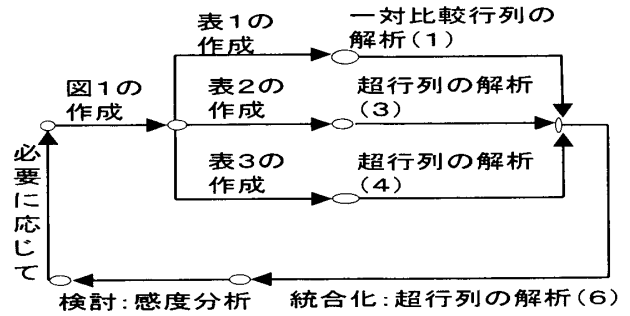 表1の
作成
一対比較行列の
解析(1)
図1の
作成
表2の
作成
超行列の解析
(3)
表3の
作成
超行列の解析
(4)
必要に応じて
検討:感度分析
統合化:超行列の解析(6)